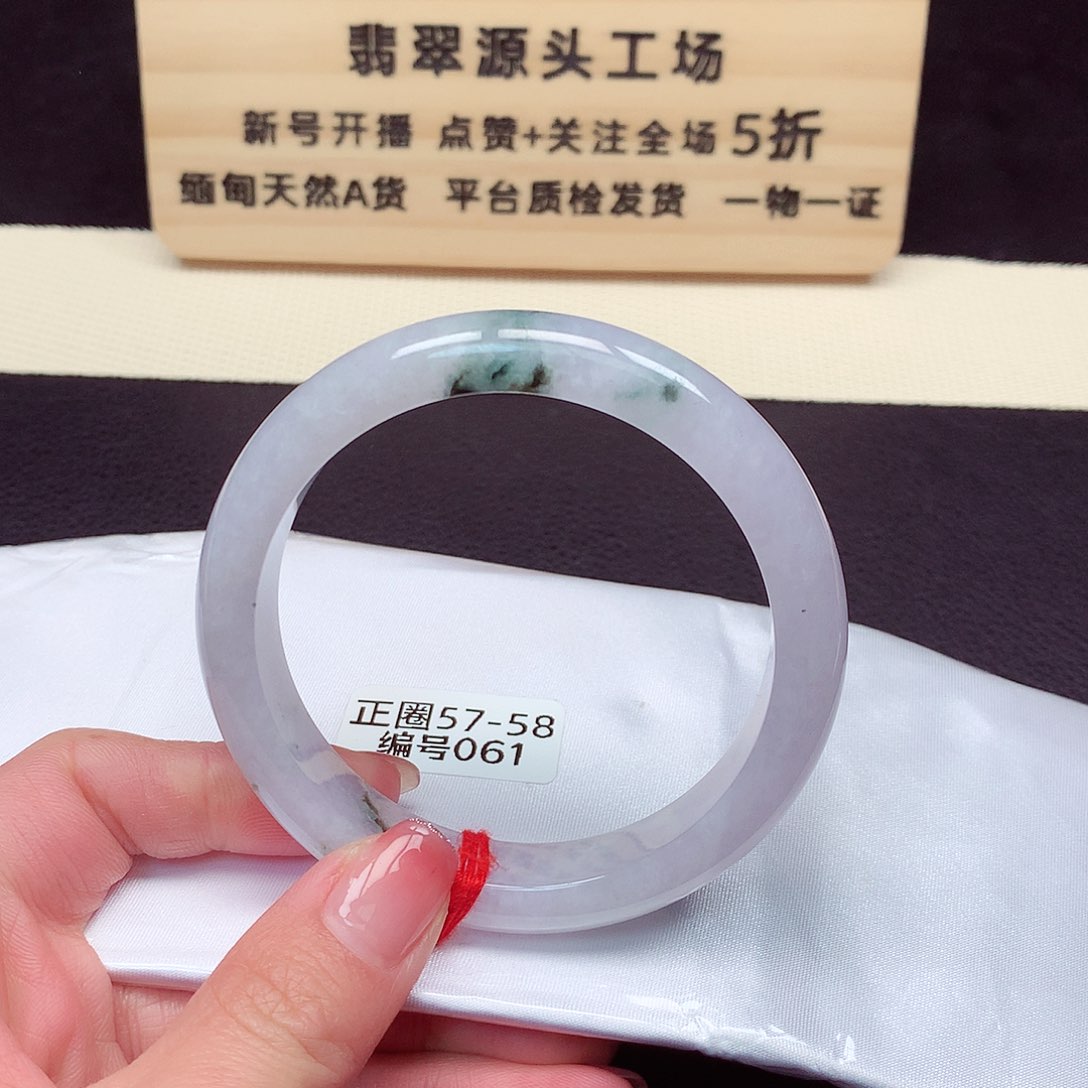 翡翠源头工场
新号开播 点赞+关注全场5折
缅甸天然A货 平台质检发货 一物一证
正圈57-58
编号061